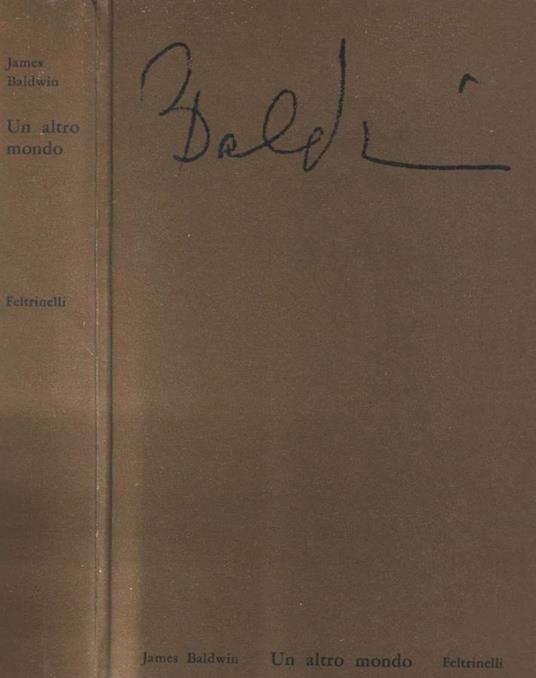 James
Baldwin
Un altro
mondo
Feltrinelli
Baldwin
James Baldwin Un altro mondo Feltrinelli